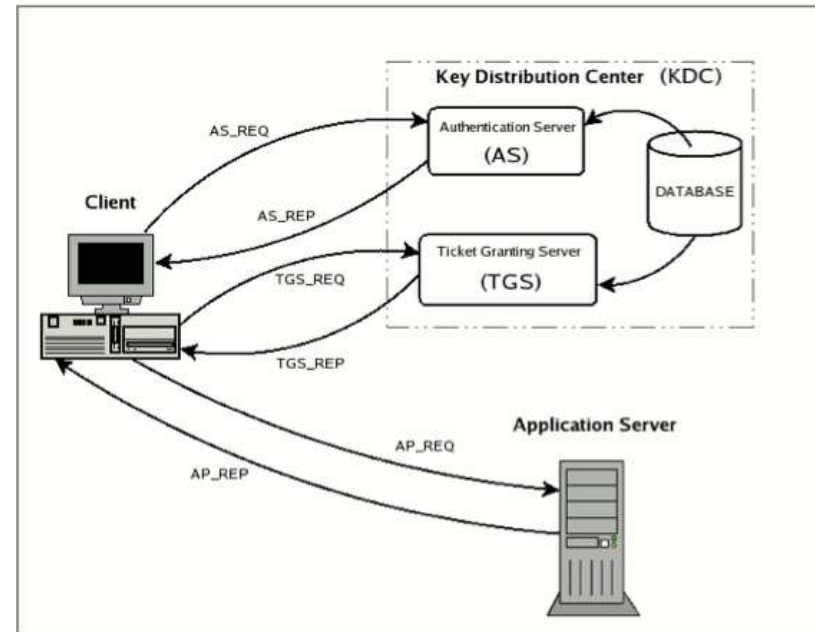 Key Distribution Center (KDC)
Authentication Server
(AS)
DATABASE
AS_REQ
Client
AS_REP
Ticket Granting Server
(TGS)
TGS_REQ
TGS_REP
Application Server
AP_REQ
AP_REP